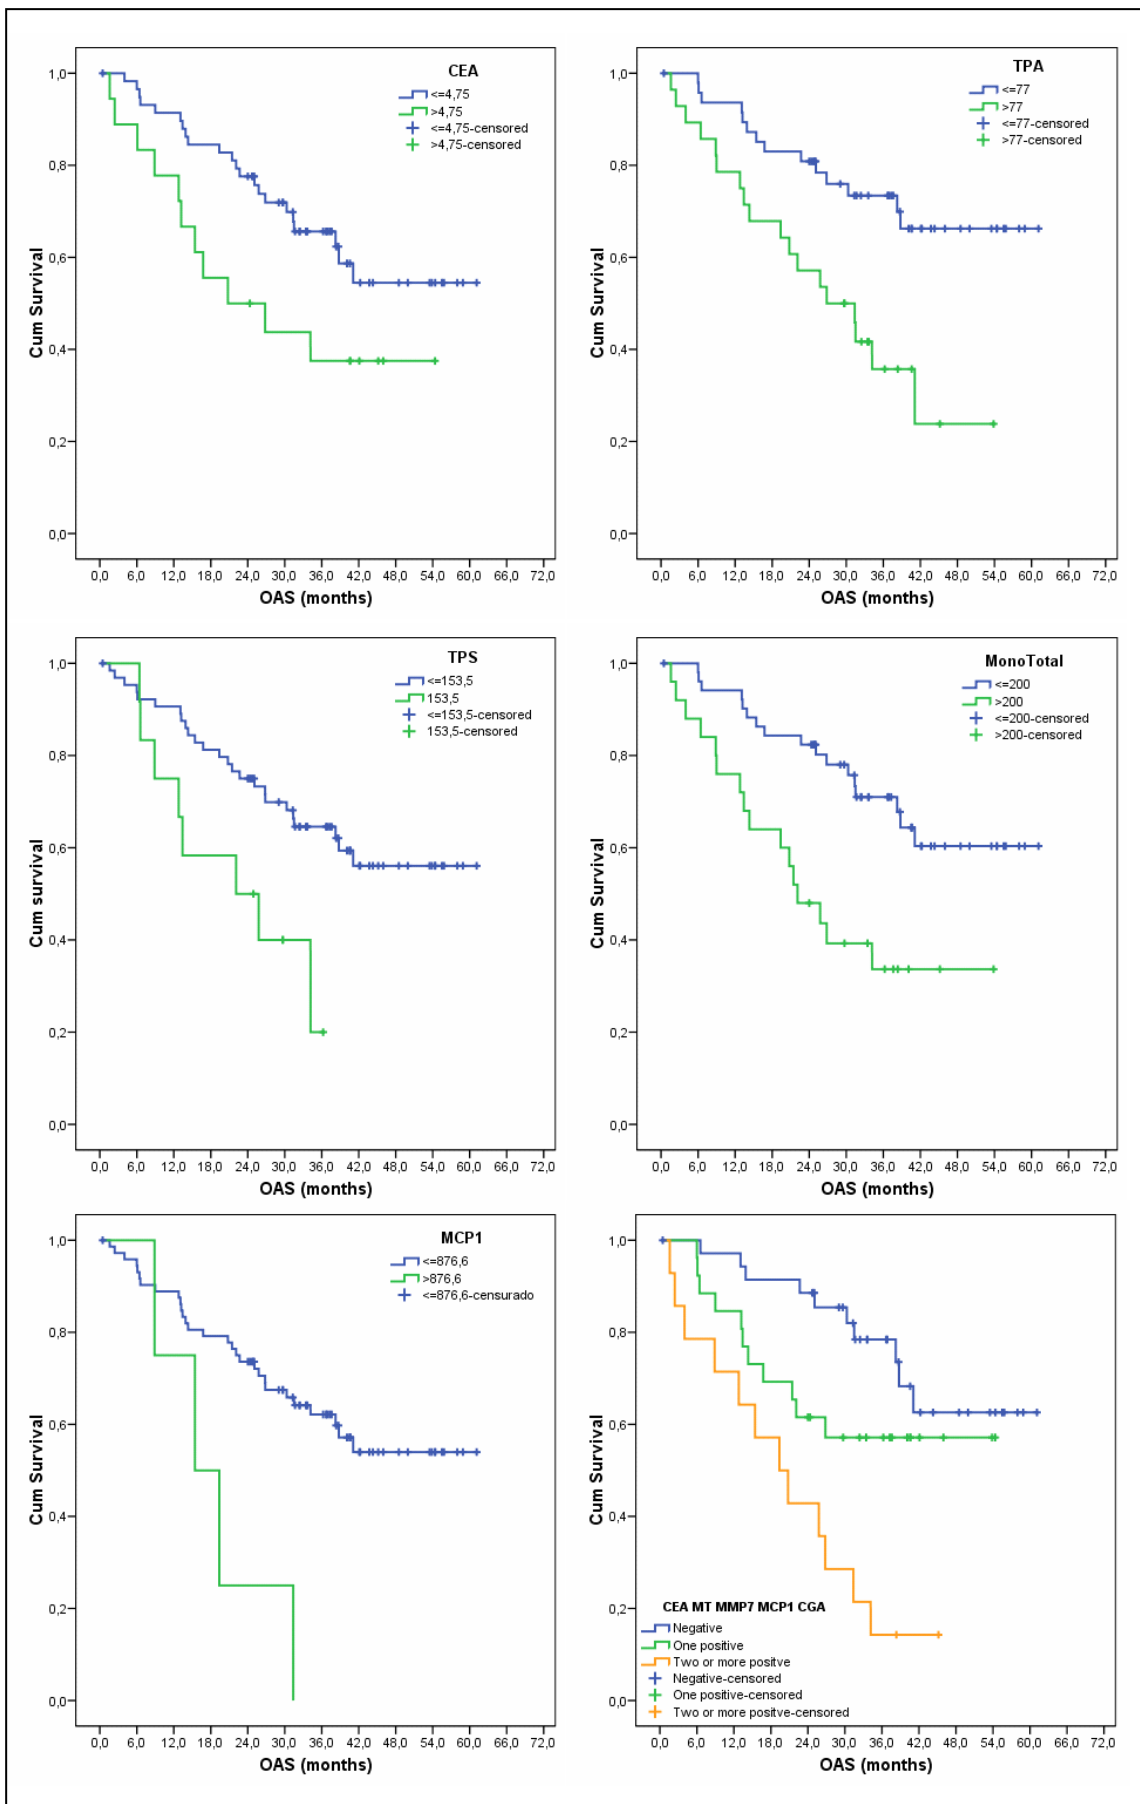 CEA
<=4,75
>4,75
<=4,75-censored
>4,75-censored
1,0
0,8
0,6
0,4
0,2
0,0
Cum Survival
0,0 6,0 12,0 18,0 24,0 30,0 36,0 42,0 48,0 54,0 60,0 66,0 72,0
OAS (months)
TPA
<=77
>77
<=77-censored
>77-censored
1,0
0,8
0,6
0,4
0,2
0,0
Cum Survival
0,0 6,0 12,0 18,0 24,0 30,0 36,0 42,0 48,0 54,0 60,0 66,0 72,0
OAS (months)
TPS
<=153,5
153,5
<=153,5-censored
153,5-censored
1,0
0,8
0,6
0,4
0,2
0,0
Cum survival
0,0 6,0 12,0 18,0 24,0 30,0 36,0 42,0 48,0 54,0 60,0 66,0 72,0
OAS (months)
MonoTotal
<=200
>200
<=200-censored
>200-censored
1,0
0,8
0,6
0,4
0,2
0,0
Cum Survival
0,0 6,0 12,0 18,0 24,0 30,0 36,0 42,0 48,0 54,0 60,0 66,0 72,0
OAS (months)
MCP1
<=876,6
>876,6
<=876,6-censurado
1,0
0,8
0,6
0,4
0,2
0,0
Cum Survival
0,0 6,0 12,0 18,0 24,0 30,0 36,0 42,0 48,0 54,0 60,0 66,0 72,0
OAS (months)
1,0
0,8
0,6
0,4
0,2
0,0
Cum Survival
CEA MT MMP7 MCP1 CGA
Negative
One positive
Two or more positve
Negative-censored
One positive-censored
Two or more positve-censored
0,0 6,0 12,0 18,0 24,0 30,0 36,0 42,0 48,0 54,0 60,0 66,0 72,0
OAS (months)